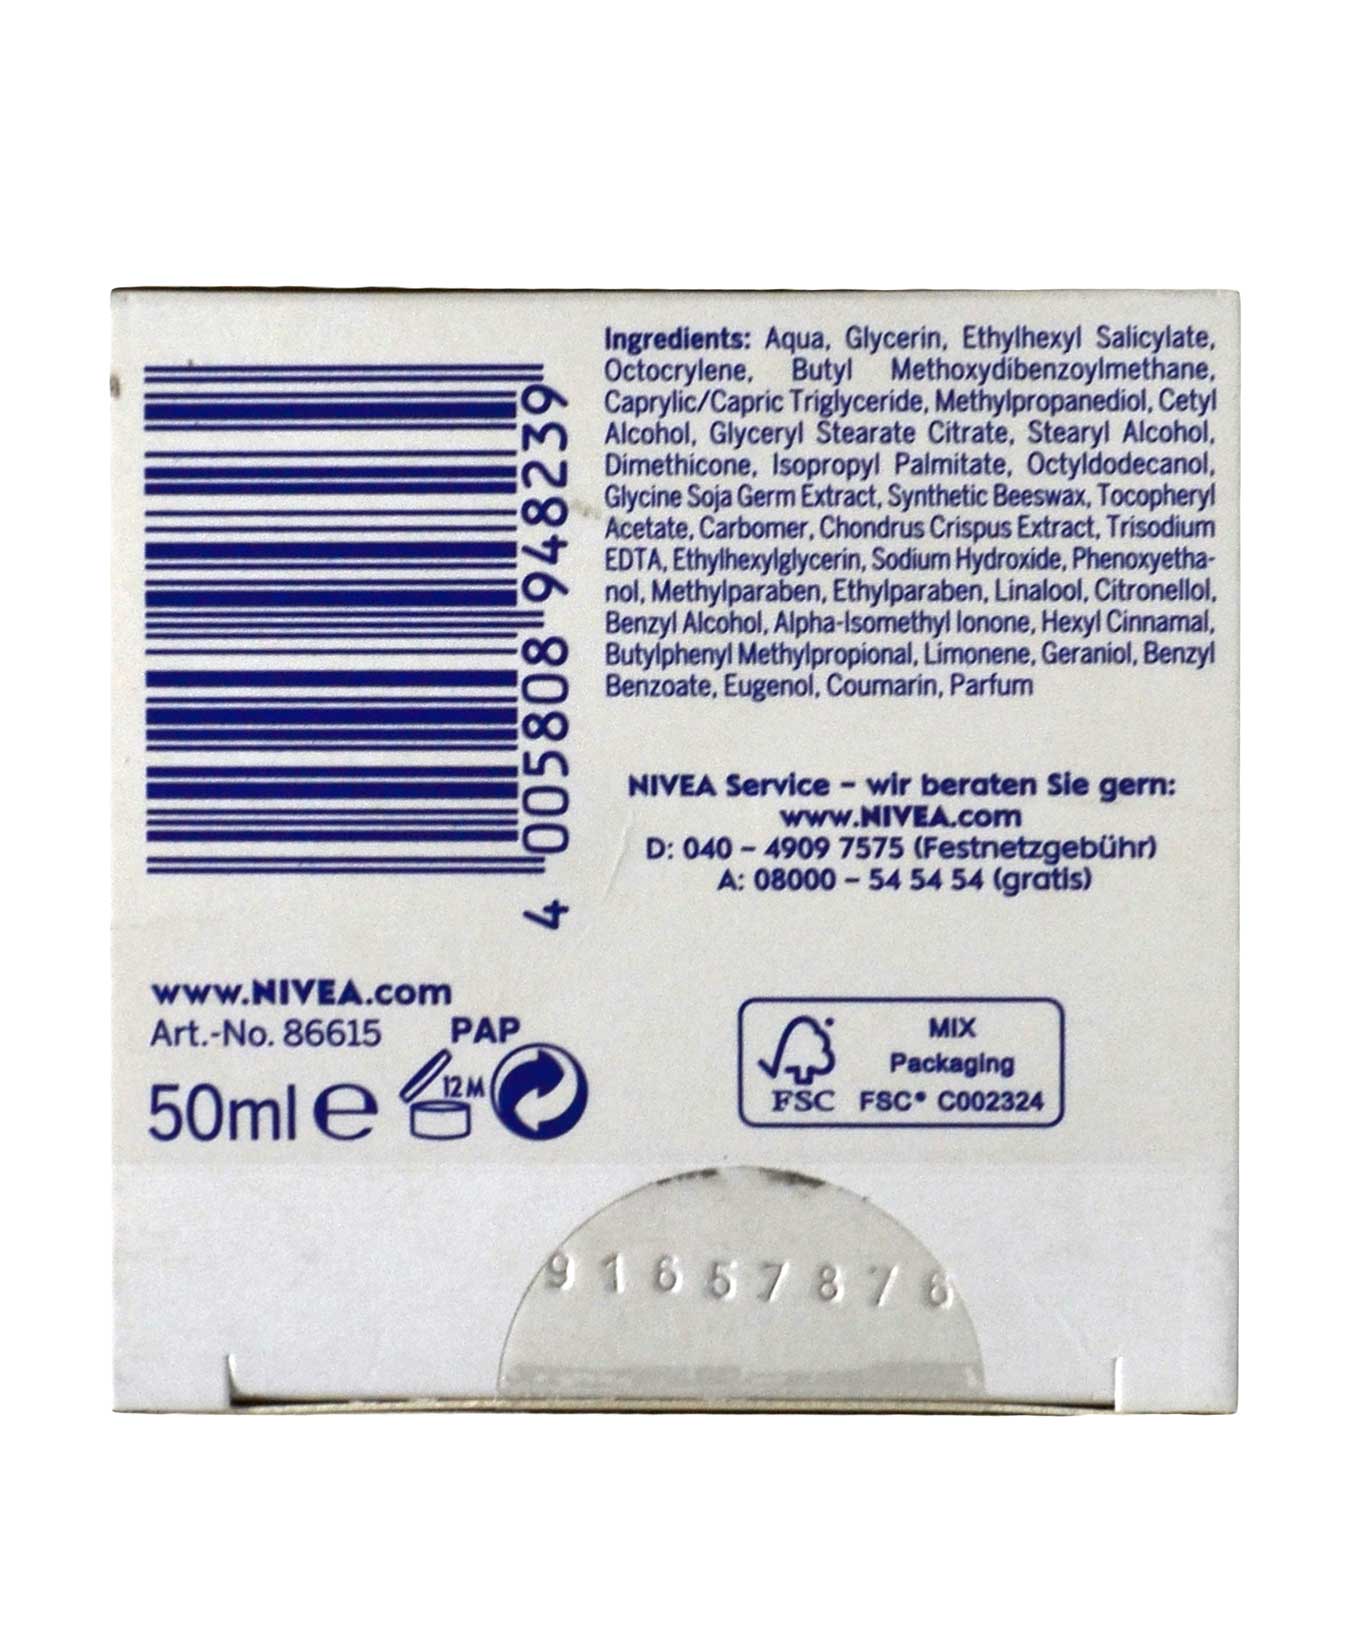 Ingredients: Aqua, Glycerin, Ethylhexyl Salicylate,
Octocrylene, Butyl Methoxydibenzoylmethane,
Caprylic/Capric Triglyceride, Methylpropanediol, Cetyl
Alcohol, Glyceryl Stearate Citrate, Stearyl Alcohol,
Dimethicone, Isopropyl Palmitate, Octyldodecanol,
Glycine Soja Germ Extract, Synthetic Beeswax, Tocopheryl
Acetate, Carbomer, Chondrus Crispus Extract, Trisodium
EDTA, Ethylhexylglycerin, Sodium Hydroxide, Phenoxyetha-
nol, Methylparaben, Ethylparaben, Linalool, Citronellol,
Benzyl Alcohol, Alpha-Isomethyl Ionone, Hexyl Cinnamal,
Butylphenyl Methylpropional, Limonene, Geraniol, Benzyl
Benzoate, Eugenol, Coumarin, Parfum
4 005808 948239
NIVEA Service – wir beraten Sie gern:
www.NIVEA.com
D: 040 – 4909 7575 (Festnetzgebühr)
A: 08000 – 54 54 54 (gratis)
www.NIVEA.com
Art.-No. 86615 PAP
50ml e 12M
MIX
Packaging
FSC FSC® C002324
91657876